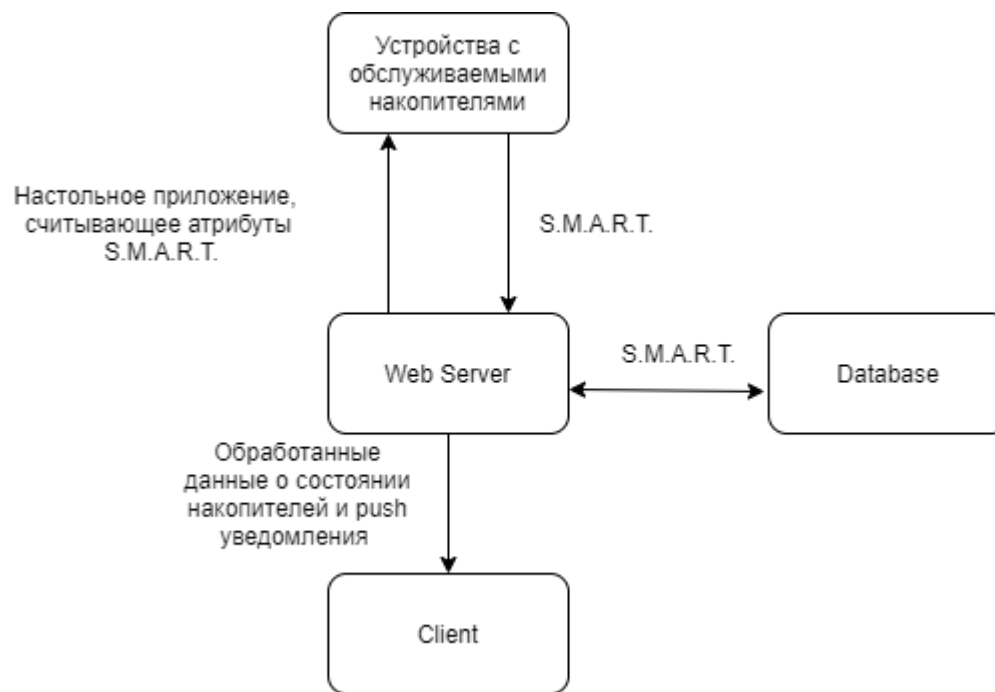 Устройства с
обслуживаемыми
накопителями
Настольное приложение,
считывающее атрибуты
S.M.A.R.T.
S.M.A.R.T.
Web Server
S.M.A.R.T.
Database
Обработанные
данные о состоянии
накопителей и push
уведомления
Client